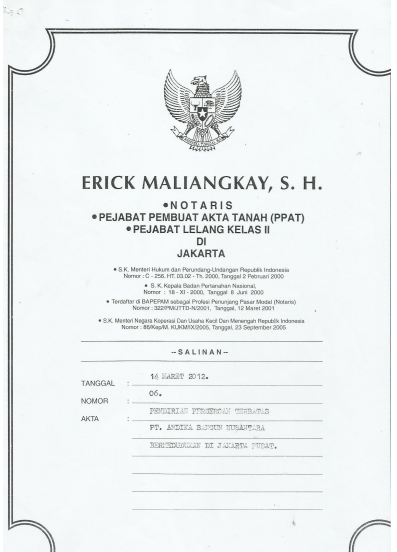 ERICK MALIANGKAY, S. H.
•NOTARIS
•PEJABAT PEMBUAT AKTA TANAH (PPAT)
•PEJABAT LELANG KELAS II
DI
JAKARTA
• S.K. Menteri Hukum dan Perundang-Undangan Republik Indonesia
Nomor : C - 256. HT. 03.02 - Th. 2000, Tanggal 2 Pebruari 2000
• S. K. Kepala Badan Pertanahan Nasional,
Nomor : 18 - XI - 2000, Tanggal 6 Juni 2000
• Terdaftar di BAPEPAM sebagai Profesi Penunjang Pasar Modal (Notaris)
Nomor : 322/PM/STTD-N/2001, Tanggal, 12 Maret 2001
• S.K. Menteri Negara Koperasi Dan Usaha Kecil Dan Menengah Republik Indonesia
Nomor : 86/Kep/M. KUKM/IX/2005, Tanggal, 23 September 2005
--SALINAN--
TANGGAL : 14 MARET 2012.
NOMOR : 06.
AKTA : PENDIRIAN PERSEROAN TERBATAS
PT. ANDIKA BANGUN NUSANTARA
BERKEDUDUKAN DI JAKARTA PUSAT.